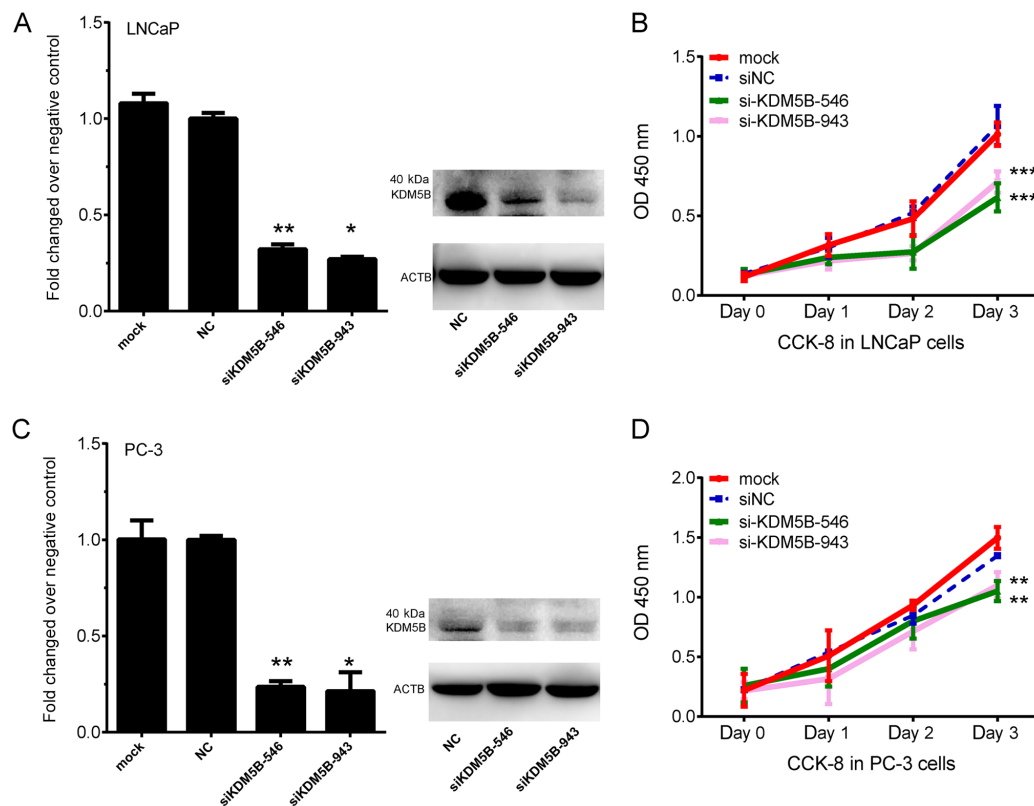 A
LNCaP
Fold changed over negative control
1.5
1.0
0.5
0.0
**
*
mock
NC
siKDM5B-546
siKDM5B-943
40 kDa
KDM5B
ACTB
NC
siKDM5B-546
siKDM5B-943
B
mock
siNC
si-KDM5B-546
si-KDM5B-943
OD 450 nm
1.5
1.0
0.5
0.0
***
***
Day 0 Day 1 Day 2 Day 3
CCK-8 in LNCaP cells
C
PC-3
Fold changed over negative control
1.5
1.0
0.5
0.0
**
*
mock
NC
siKDM5B-546
siKDM5B-943
40 kDa
KDM5B
ACTB
NC
siKDM5B-546
siKDM5B-943
D
mock
siNC
si-KDM5B-546
si-KDM5B-943
OD 450 nm
2.0
1.5
1.0
0.5
0.0
**
**
Day 0 Day 1 Day 2 Day 3
CCK-8 in PC-3 cells